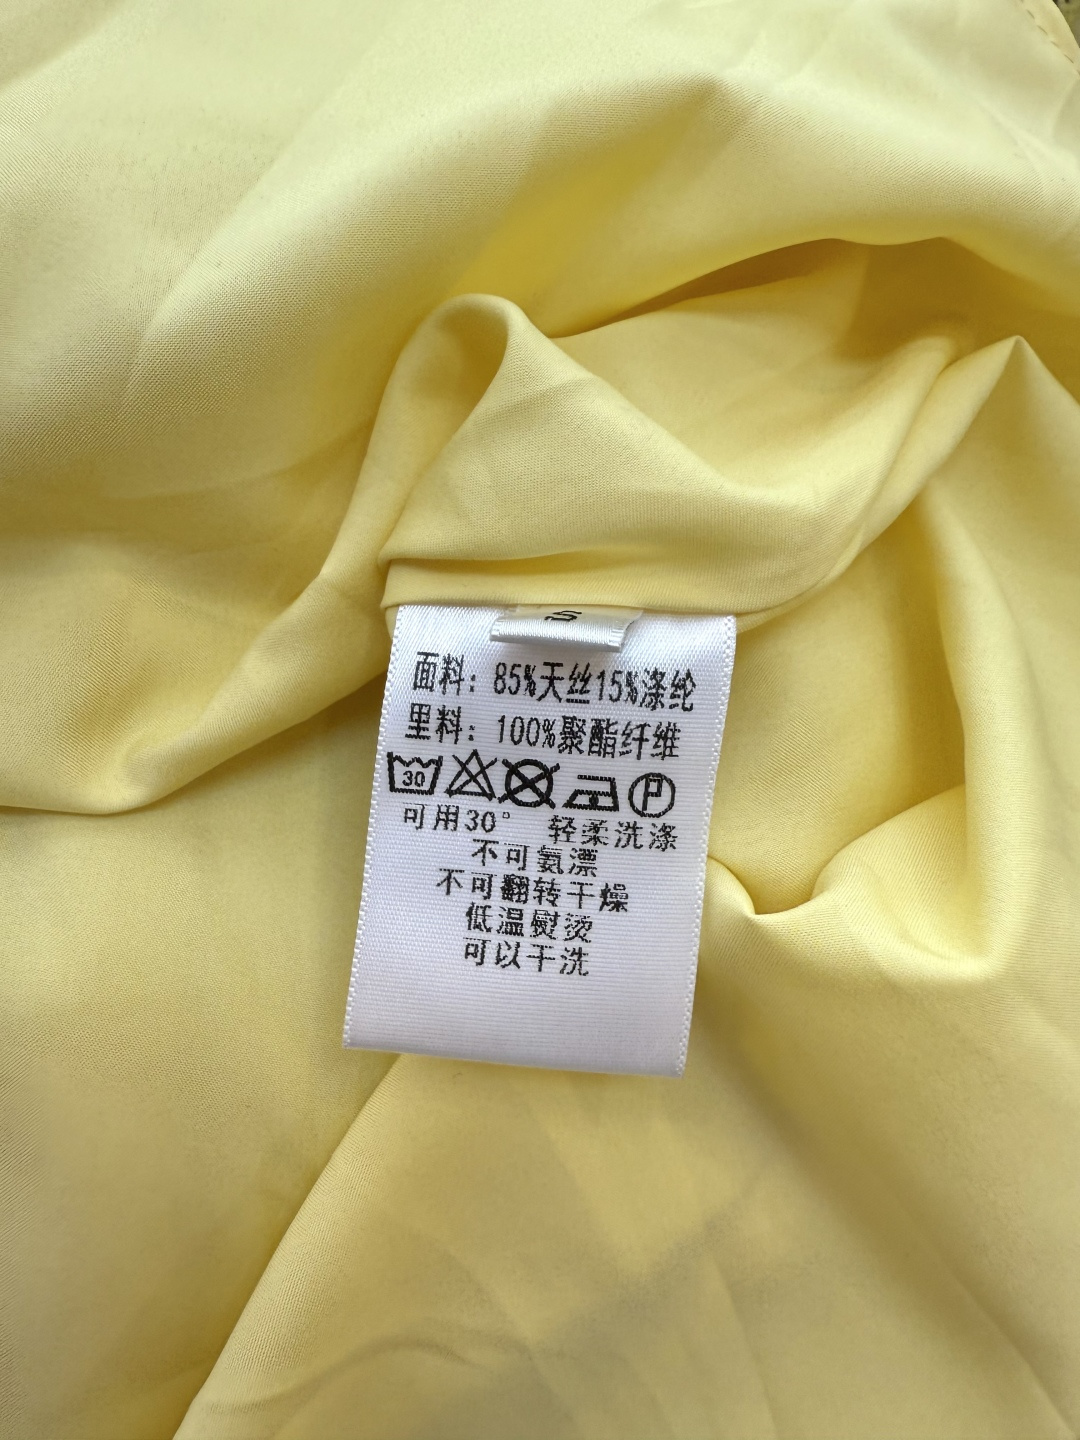 面料：85%天丝15%涤纶
里料：100%聚酯纤维
30 P
可用30° 轻柔洗涤
不可氨漂
不可翻转干燥
低温熨烫
可以干洗